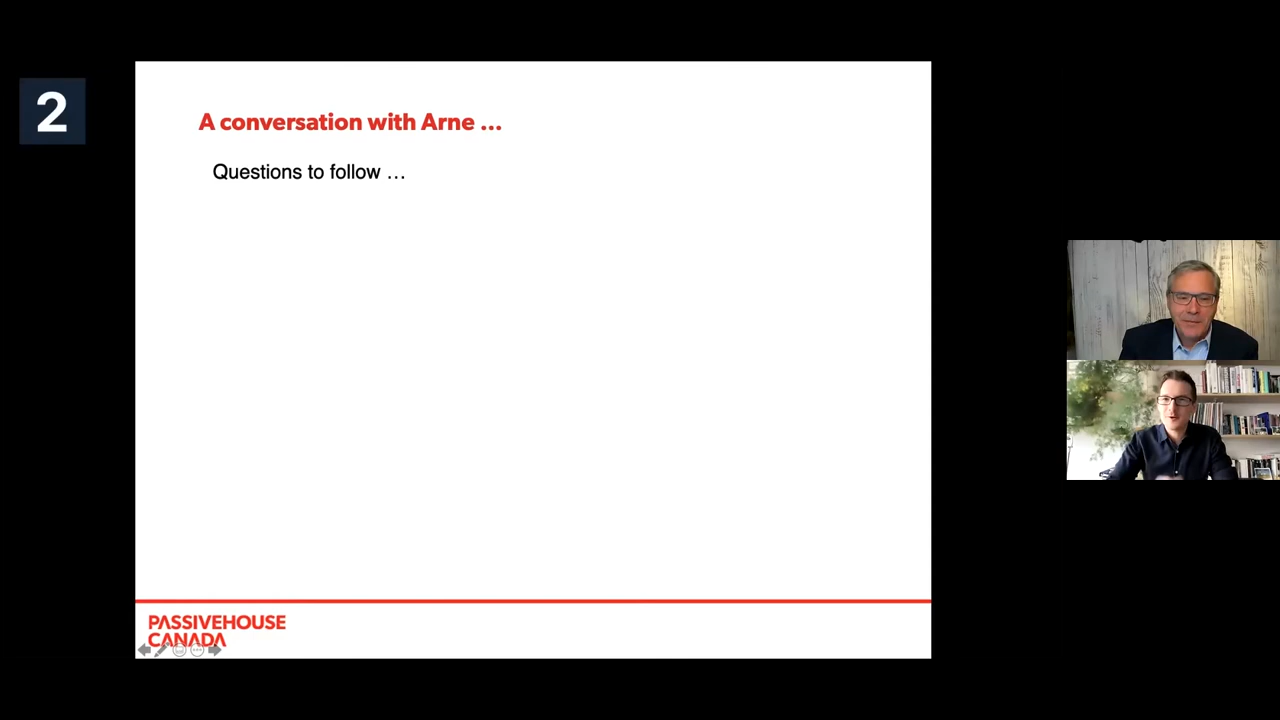 2
A conversation with Arne ...
Questions to follow ...
PASSIVEHOUSE
CANADA